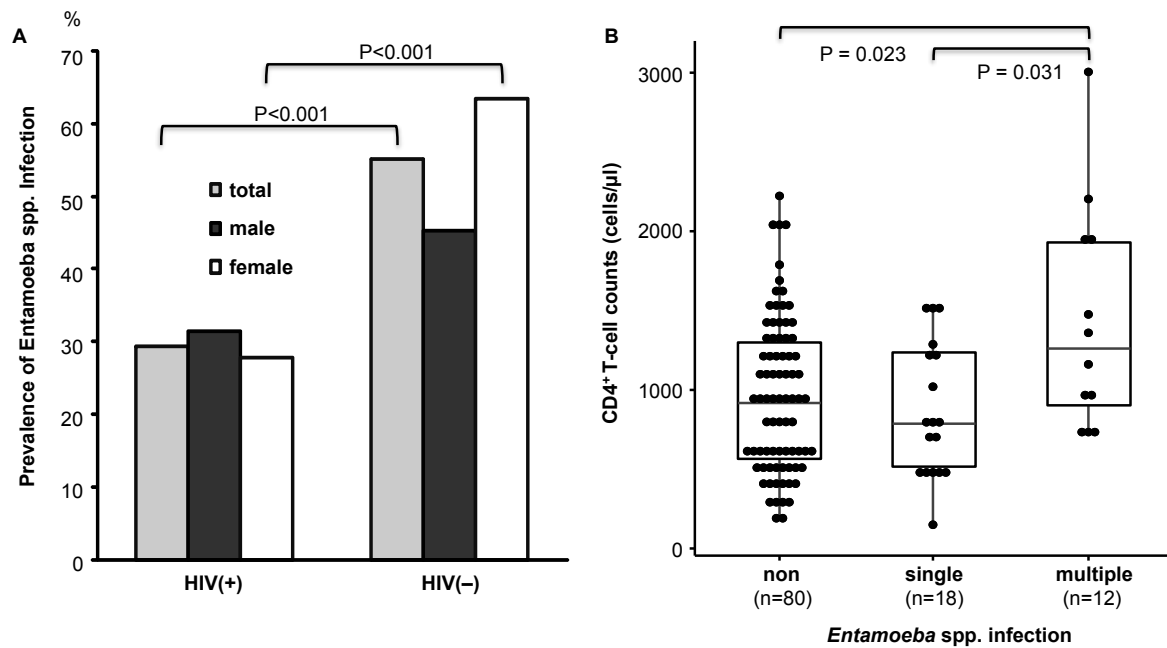 A
%
Prevalence of Entamoeba spp. Infection
70
60
50
40
30
20
10
0
P<0.001
P<0.001
total
male
female
HIV(+)
HIV(–)
B
CD4⁺ T-cell counts (cells/µl)
3000
2000
1000
0
P = 0.023
P = 0.031
non
(n=80)
single
(n=18)
multiple
(n=12)
Entamoeba spp. infection